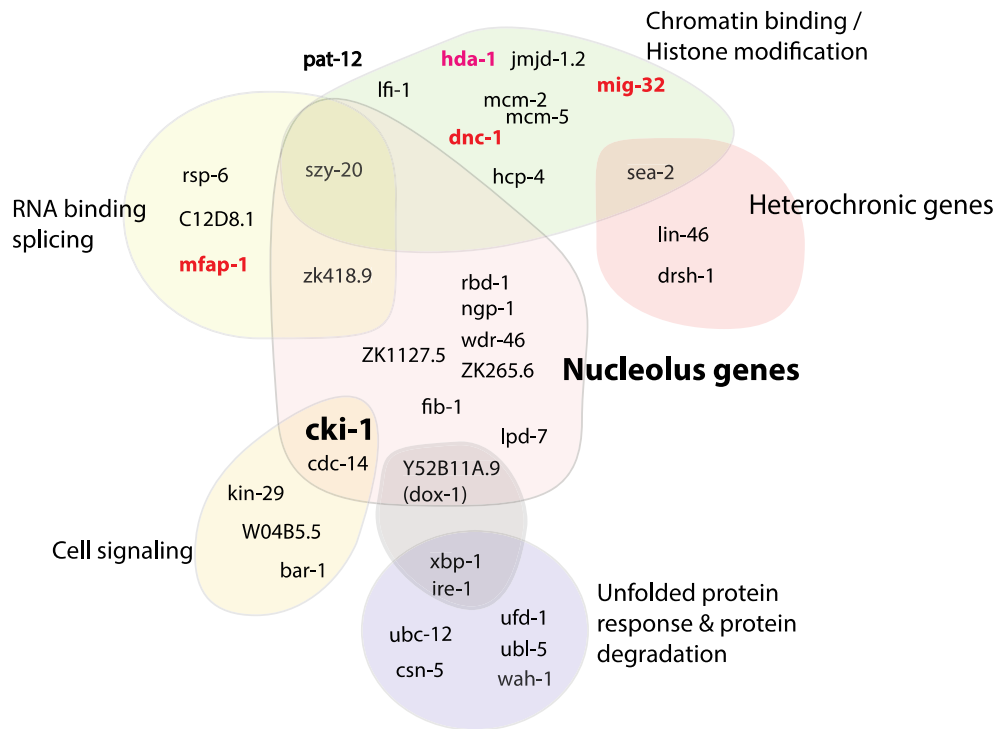 Chromatin binding /
Histone modification
pat-12
hda-1
jmjd-1.2
lfi-1
mig-32
mcm-2
mcm-5
dnc-1
szy-20
hcp-4
sea-2
rsp-6
C12D8.1
RNA binding
splicing
mfap-1
zk418.9
Heterochronic genes
lin-46
drsh-1
rbd-1
ngp-1
wdr-46
ZK1127.5
ZK265.6
Nucleolus genes
fib-1
lpd-7
cki-1
cdc-14
Y52B11A.9
(dox-1)
kin-29
W04B5.5
bar-1
Cell signaling
xbp-1
ire-1
Unfolded protein
response & protein
degradation
ufd-1
ubc-12
ubl-5
csn-5
wah-1